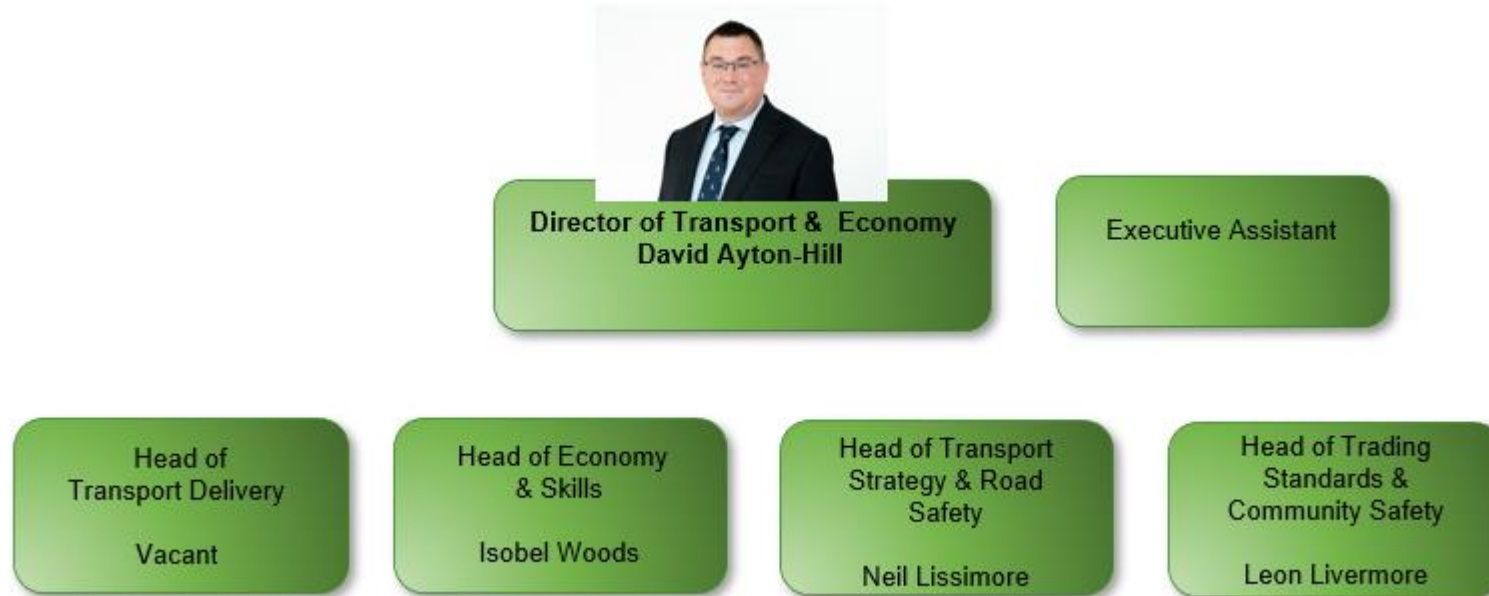 Director of Transport & Economy
David Ayton-Hill
Executive Assistant
Head of
Transport Delivery
Vacant
Head of Economy
& Skills
Isobel Woods
Head of Transport
Strategy & Road
Safety
Neil Lissimore
Head of Trading
Standards &
Community Safety
Leon Livermore